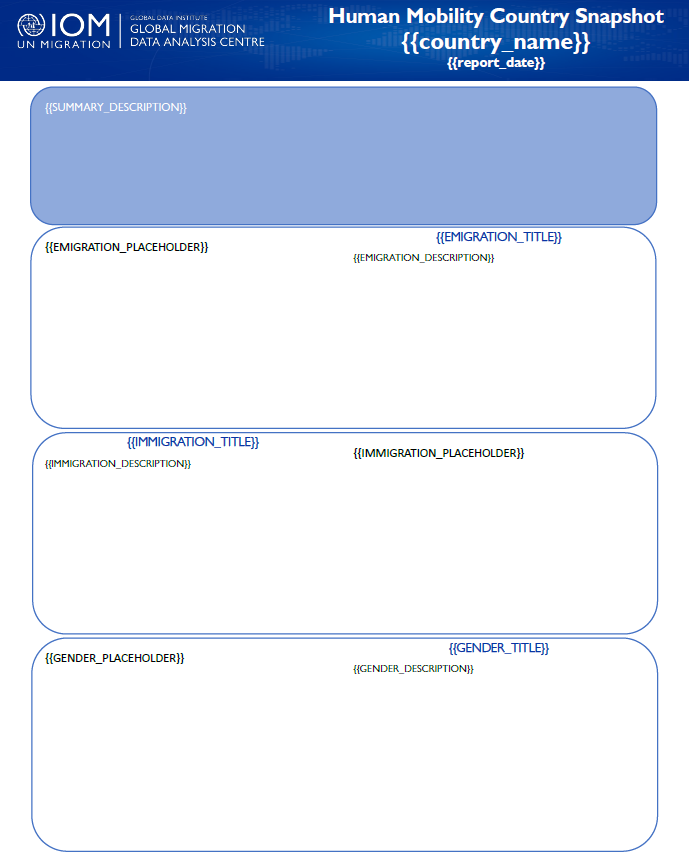 IOM
UN MIGRATION
GLOBAL DATA INSTITUTE
GLOBAL MIGRATION
DATA ANALYSIS CENTRE
Human Mobility Country Snapshot
{{country_name}}
{{report_date}}
{{SUMMARY_DESCRIPTION}}
{{EMIGRATION_PLACEHOLDER}}
{{EMIGRATION_TITLE}}
{{EMIGRATION_DESCRIPTION}}
{{IMMIGRATION_TITLE}}
{{IMMIGRATION_DESCRIPTION}}
{{IMMIGRATION_PLACEHOLDER}}
{{GENDER_PLACEHOLDER}}
{{GENDER_TITLE}}
{{GENDER_DESCRIPTION}}